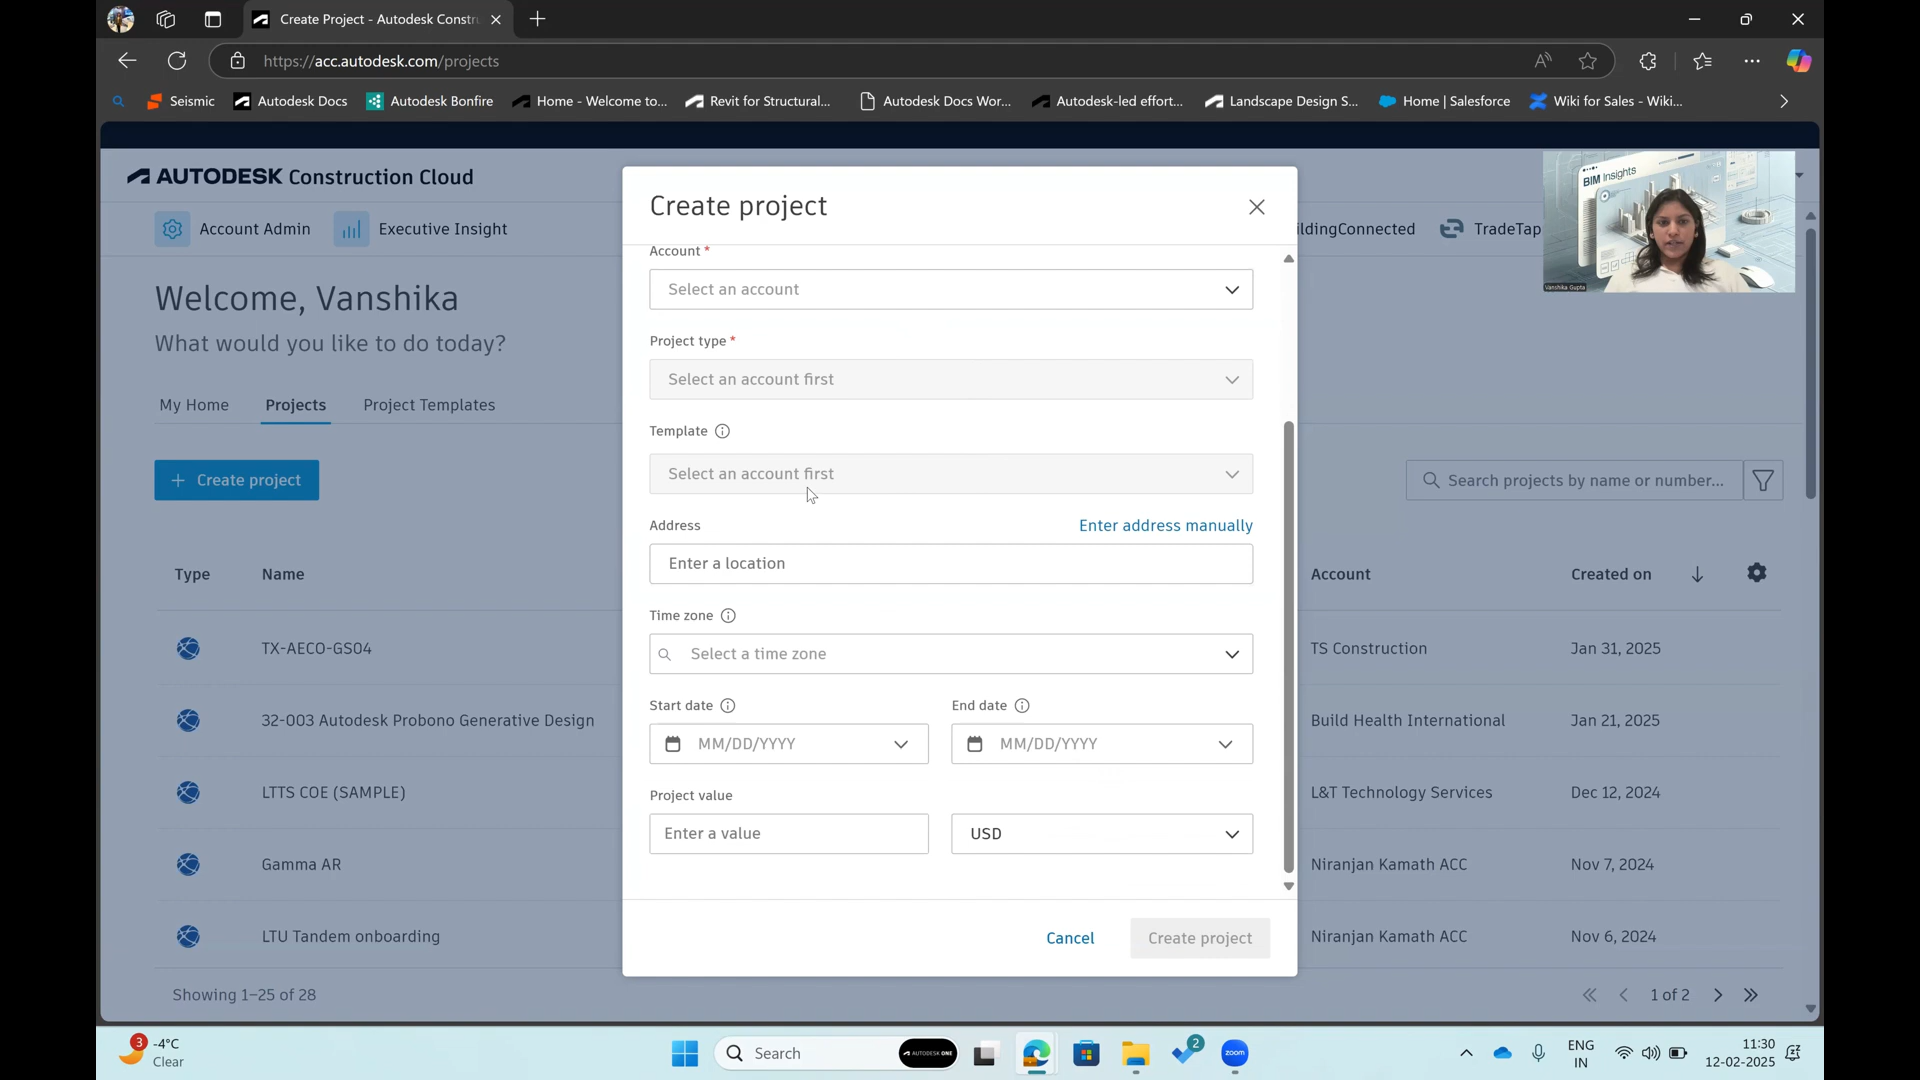 Create Project - Autodesk Constr
https://acc.autodesk.com/projects
Seismic
Autodesk Docs
Autodesk Bonfire
Home - Welcome to...
Revit for Structural...
Autodesk Docs Wor...
Autodesk-led effort...
Landscape Design S...
Home | Salesforce
Wiki for Sales - Wiki...
AUTODESK Construction Cloud
Account Admin
Executive Insight
ildingConnected
TradeTap
BIM Insights
Vanshika Gupta
Welcome, Vanshika
What would you like to do today?
My Home
Projects
Project Templates
+ Create project
Search projects by name or number...
Type
Name
Account
Created on
TX-AECO-GS04
TS Construction
Jan 31, 2025
32-003 Autodesk Probono Generative Design
Build Health International
Jan 21, 2025
LTTS COE (SAMPLE)
L&T Technology Services
Dec 12, 2024
Gamma AR
Niranjan Kamath ACC
Nov 7, 2024
LTU Tandem onboarding
Niranjan Kamath ACC
Nov 6, 2024
Showing 1–25 of 28
1 of 2
Create project
Account *
Select an account
Project type *
Select an account first
Template
Select an account first
Address
Enter address manually
Enter a location
Time zone
Select a time zone
Start date
End date
MM/DD/YYYY
MM/DD/YYYY
Project value
Enter a value
USD
Cancel
Create project
3
-4°C
Clear
Search
AUTODESK ONE
2
zoom
ENG
IN
11:30
12-02-2025